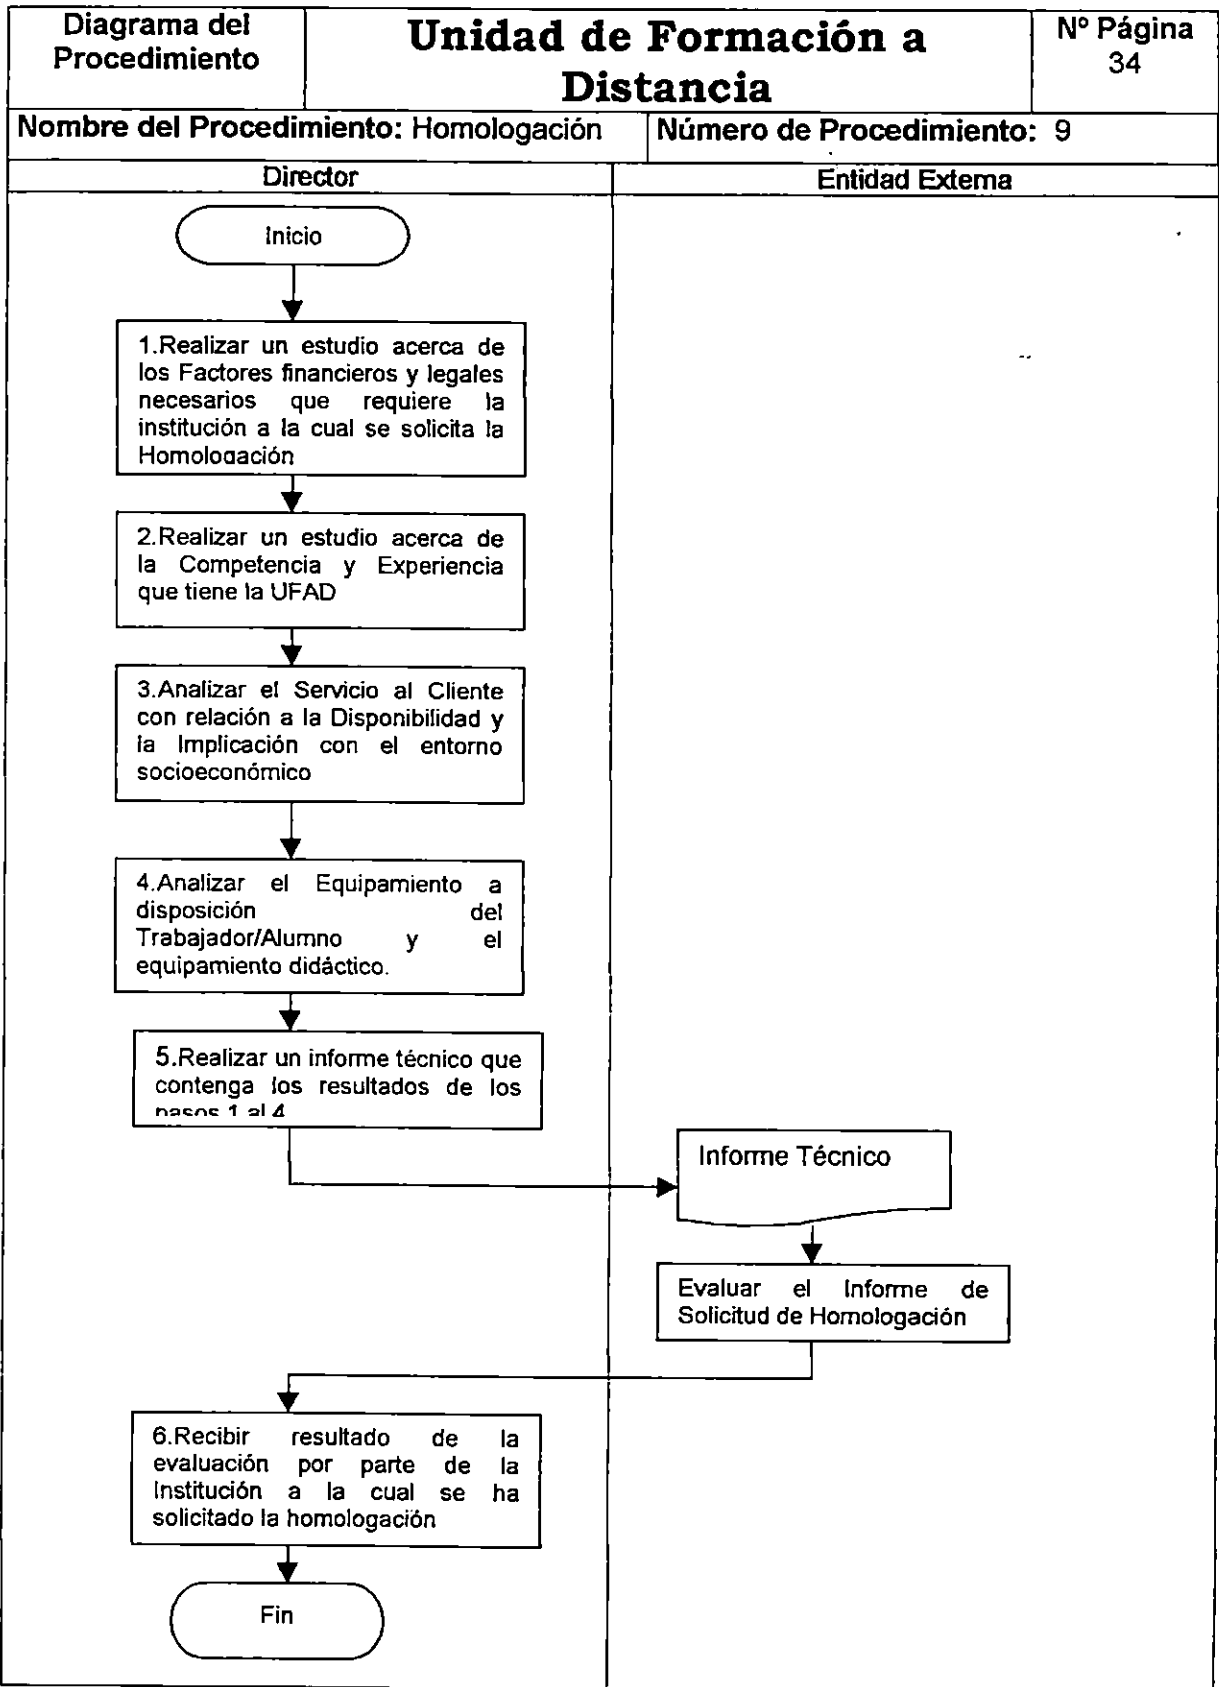 Diagrama del
Procedimiento
Unidad de Formación a
Distancia
Nº Página
34
Nombre del Procedimiento: Homologación
Número de Procedimiento: 9
Director
Entidad Externa
Inicio
1.Realizar un estudio acerca de
los Factores financieros y legales
necesarios que requiere la
institución a la cual se solicita la
Homologación
2.Realizar un estudio acerca de
la Competencia y Experiencia
que tiene la UFAD
3.Analizar el Servicio al Cliente
con relación a la Disponibilidad y
la Implicación con el entorno
socioeconómico
4.Analizar el Equipamiento a
disposición del
Trabajador/Alumno y el
equipamiento didáctico.
5.Realizar un informe técnico que
contenga los resultados de los
pasos 1 al 4
Informe Técnico
Evaluar el Informe de
Solicitud de Homologación
6.Recibir resultado de la
evaluación por parte de la
Institución a la cual se ha
solicitado la homologación
Fin